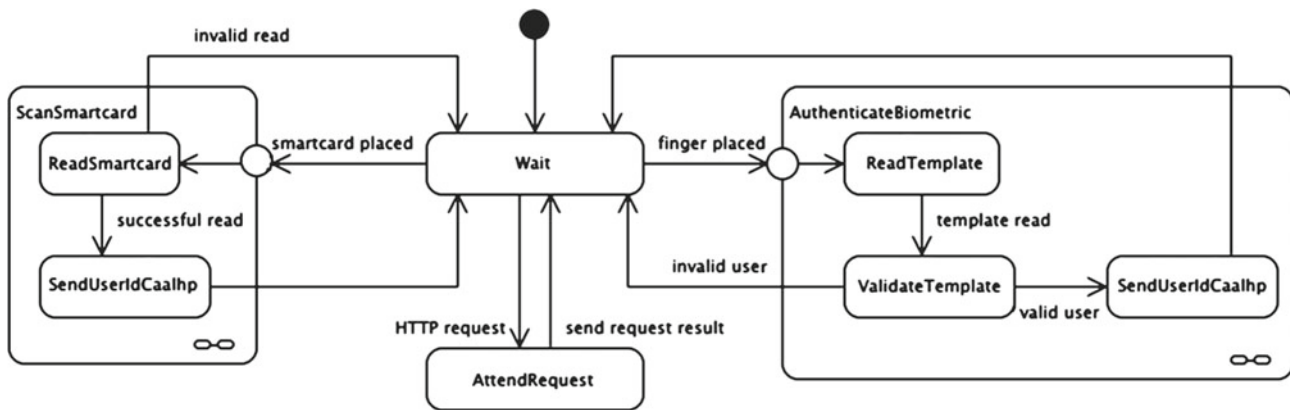 invalid read
ScanSmartcard
AuthenticateBiometric
ReadSmartcard
smartcard placed
Wait
finger placed
ReadTemplate
successful read
template read
SendUserIdCaalhp
invalid user
ValidateTemplate
SendUserIdCaalhp
valid user
HTTP request
send request result
AttendRequest